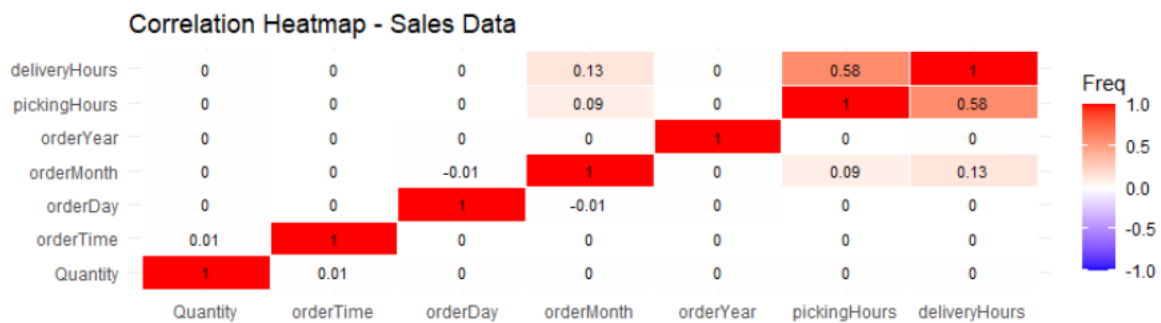 Correlation Heatmap - Sales Data
deliveryHours 0 0 0 0.13 0 0.58 1
pickingHours 0 0 0 0.09 0 1 0.58
orderYear 0 0 0 0 1 0 0
orderMonth 0 0 -0.01 1 0 0.09 0.13
orderDay 0 0 1 -0.01 0 0 0
orderTime 0.01 1 0 0 0 0 0
Quantity 1 0.01 0 0 0 0 0
Quantity orderTime orderDay orderMonth orderYear pickingHours deliveryHours
Freq
1.0
0.5
0.0
-0.5
-1.0